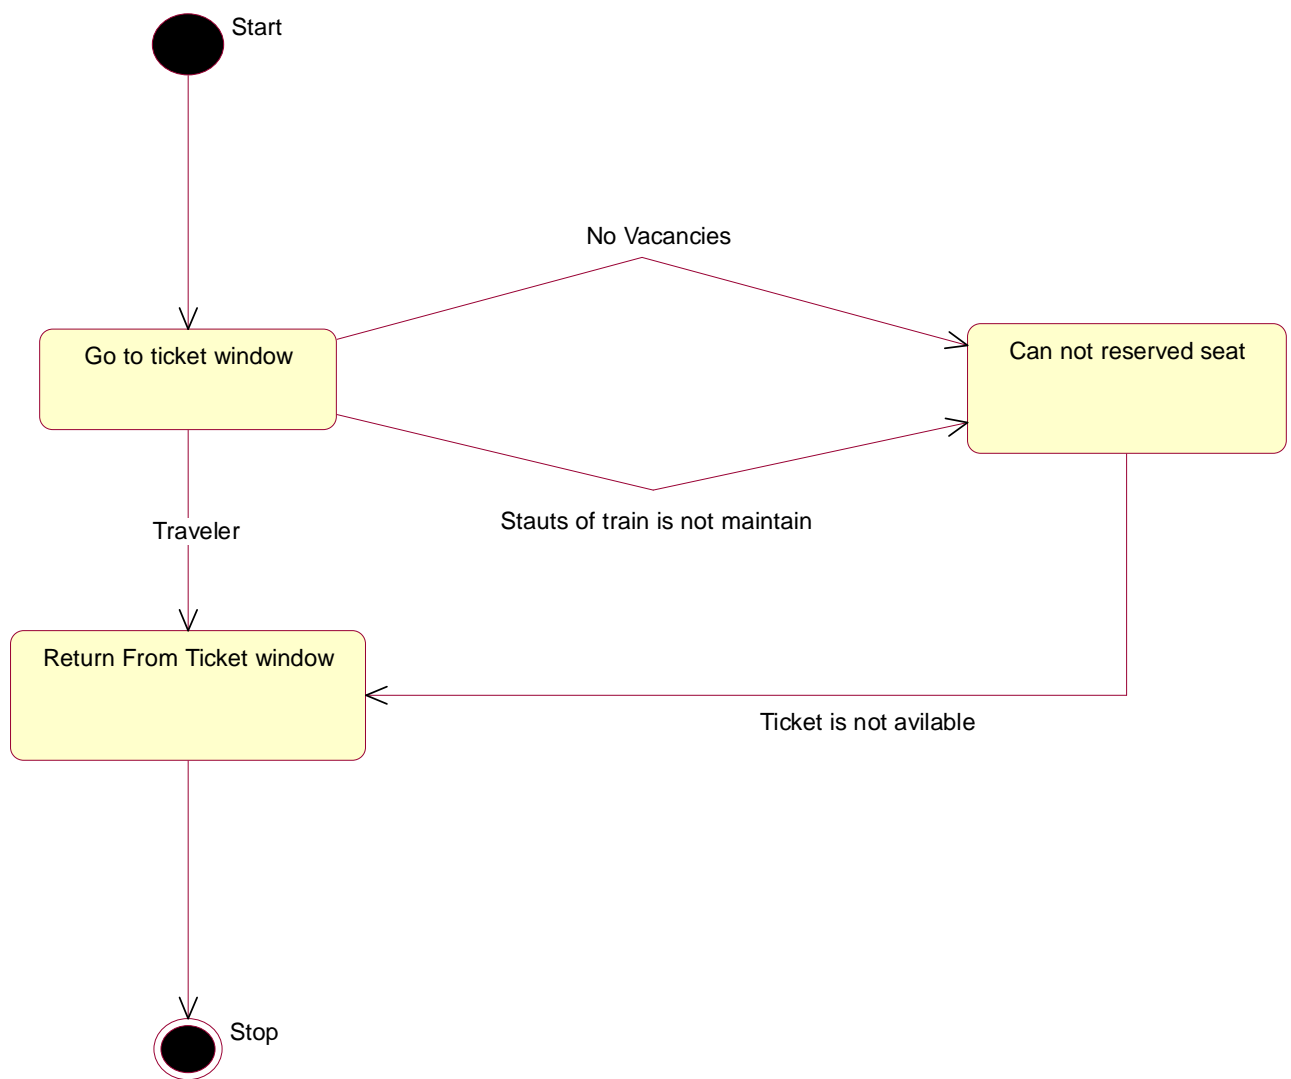 Start
No Vacancies
Go to ticket window
Can not reserved seat
Stauts of train is not maintain
Traveler
Return From Ticket window
Ticket is not avilable
Stop